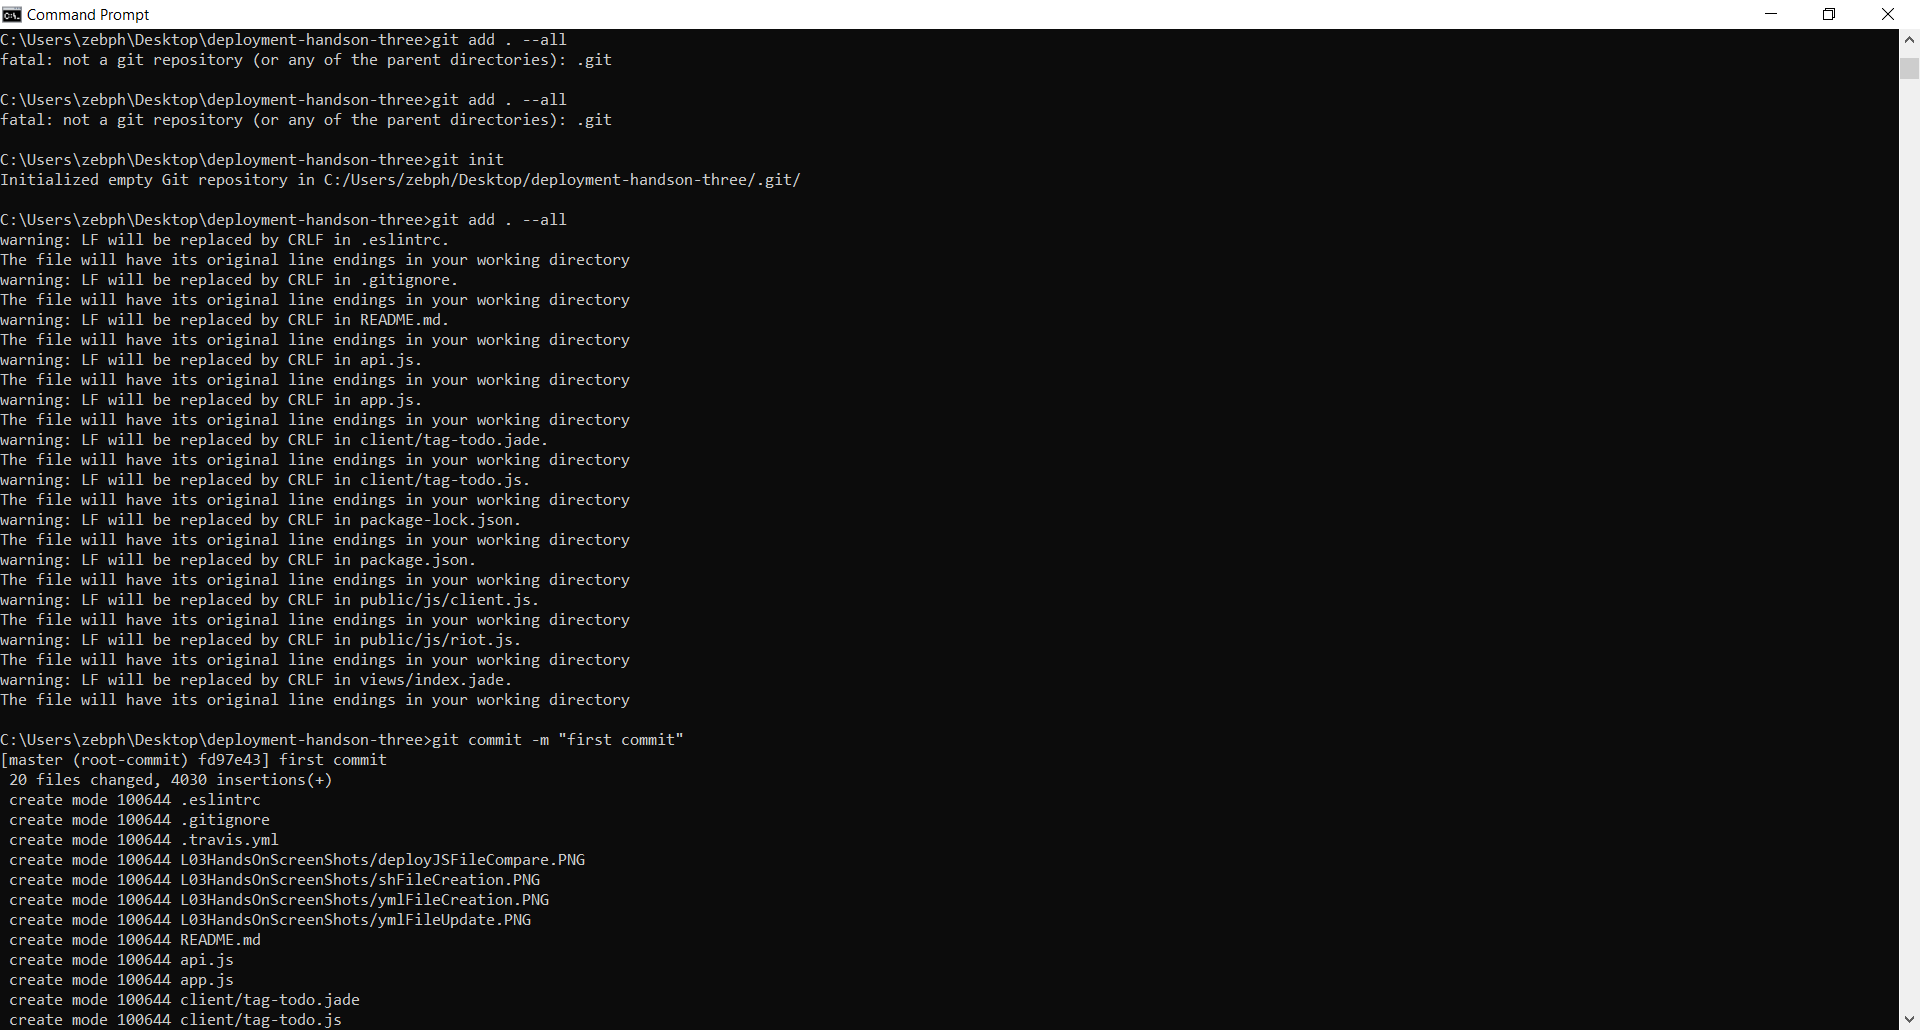 Command Prompt
C:\Users\zebph\Desktop\deployment-handson-three>git add . --all
fatal: not a git repository (or any of the parent directories): .git
C:\Users\zebph\Desktop\deployment-handson-three>git add . --all
fatal: not a git repository (or any of the parent directories): .git
C:\Users\zebph\Desktop\deployment-handson-three>git init
Initialized empty Git repository in C:/Users/zebph/Desktop/deployment-handson-three/.git/
C:\Users\zebph\Desktop\deployment-handson-three>git add . --all
warning: LF will be replaced by CRLF in .eslintrc.
The file will have its original line endings in your working directory
warning: LF will be replaced by CRLF in .gitignore.
The file will have its original line endings in your working directory
warning: LF will be replaced by CRLF in README.md.
The file will have its original line endings in your working directory
warning: LF will be replaced by CRLF in api.js.
The file will have its original line endings in your working directory
warning: LF will be replaced by CRLF in app.js.
The file will have its original line endings in your working directory
warning: LF will be replaced by CRLF in client/tag-todo.jade.
The file will have its original line endings in your working directory
warning: LF will be replaced by CRLF in client/tag-todo.js.
The file will have its original line endings in your working directory
warning: LF will be replaced by CRLF in package-lock.json.
The file will have its original line endings in your working directory
warning: LF will be replaced by CRLF in package.json.
The file will have its original line endings in your working directory
warning: LF will be replaced by CRLF in public/js/client.js.
The file will have its original line endings in your working directory
warning: LF will be replaced by CRLF in public/js/riot.js.
The file will have its original line endings in your working directory
warning: LF will be replaced by CRLF in views/index.jade.
The file will have its original line endings in your working directory
C:\Users\zebph\Desktop\deployment-handson-three>git commit -m "first commit"
[master (root-commit) fd97e43] first commit
 20 files changed, 4030 insertions(+)
 create mode 100644 .eslintrc
 create mode 100644 .gitignore
 create mode 100644 .travis.yml
 create mode 100644 L03HandsOnScreenShots/deployJSFileCompare.PNG
 create mode 100644 L03HandsOnScreenShots/shFileCreation.PNG
 create mode 100644 L03HandsOnScreenShots/ymlFileCreation.PNG
 create mode 100644 L03HandsOnScreenShots/ymlFileUpdate.PNG
 create mode 100644 README.md
 create mode 100644 api.js
 create mode 100644 app.js
 create mode 100644 client/tag-todo.jade
 create mode 100644 client/tag-todo.js